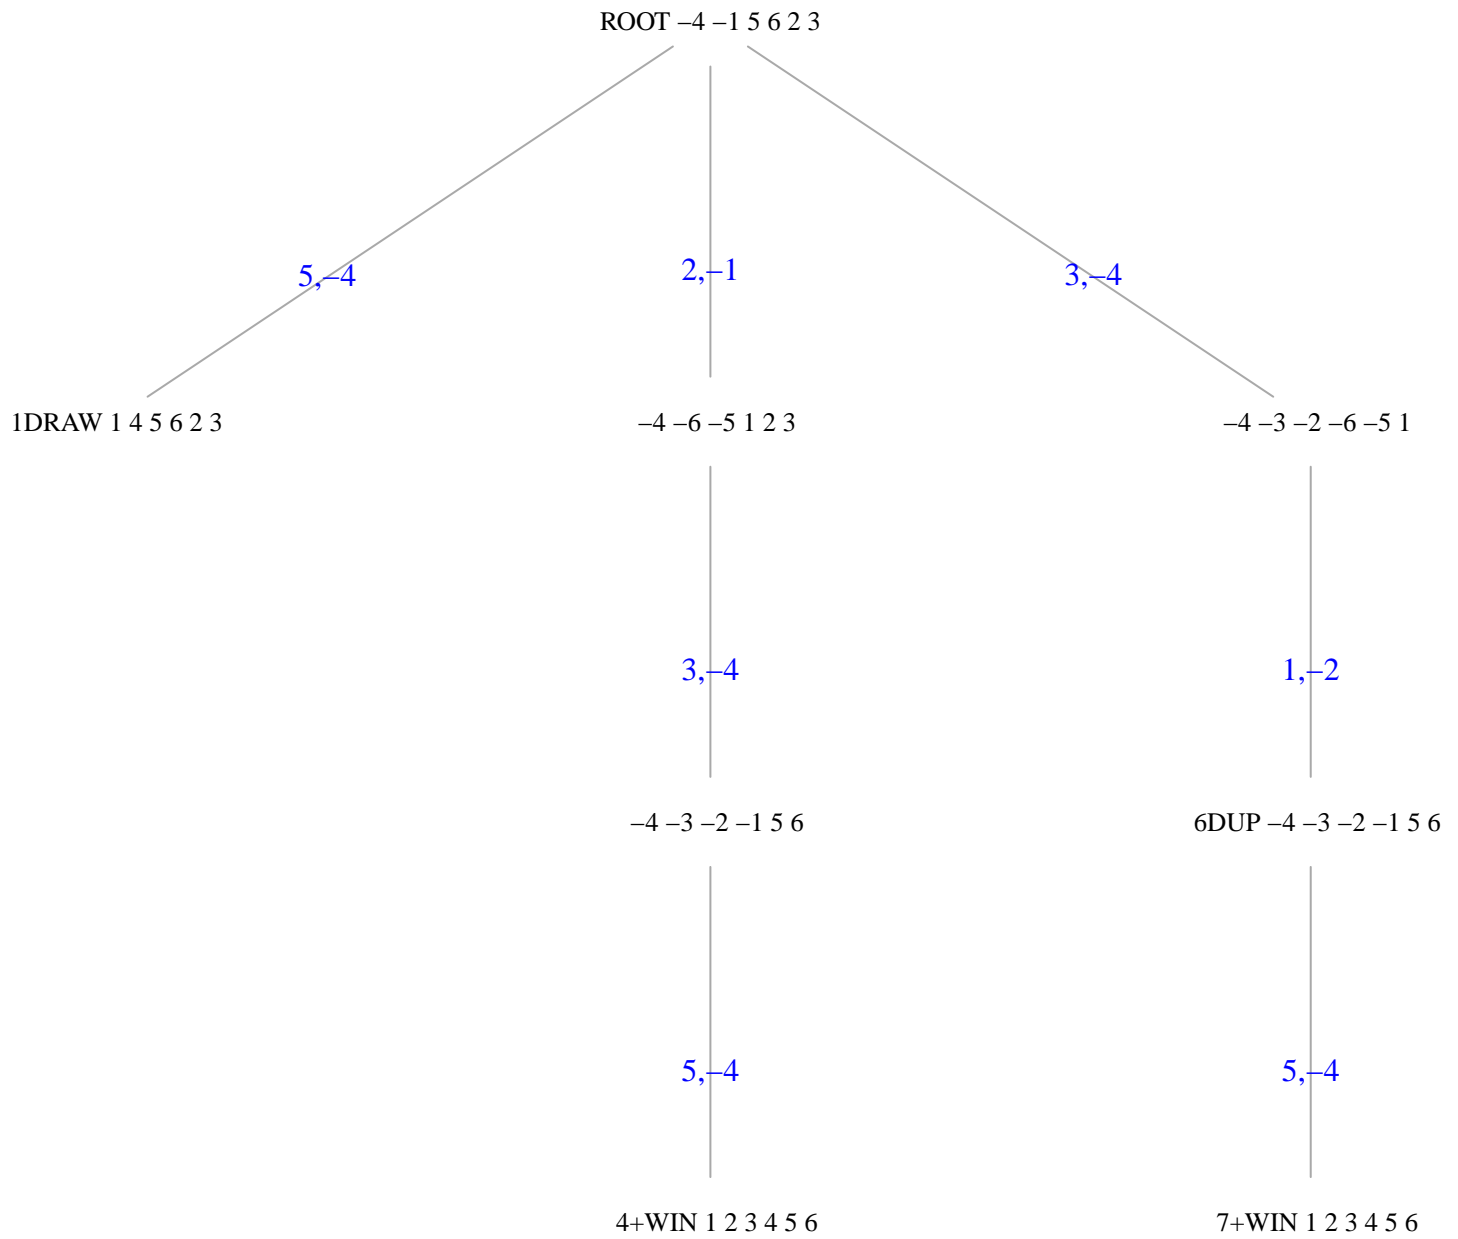 ROOT –4 –1 5 6 2 3
5,–4
2,–1
3,–4
1DRAW 1 4 5 6 2 3
–4 –6 –5 1 2 3
–4 –3 –2 –6 –5 1
3,–4
1,–2
–4 –3 –2 –1 5 6
6DUP –4 –3 –2 –1 5 6
5,–4
5,–4
4+WIN 1 2 3 4 5 6
7+WIN 1 2 3 4 5 6